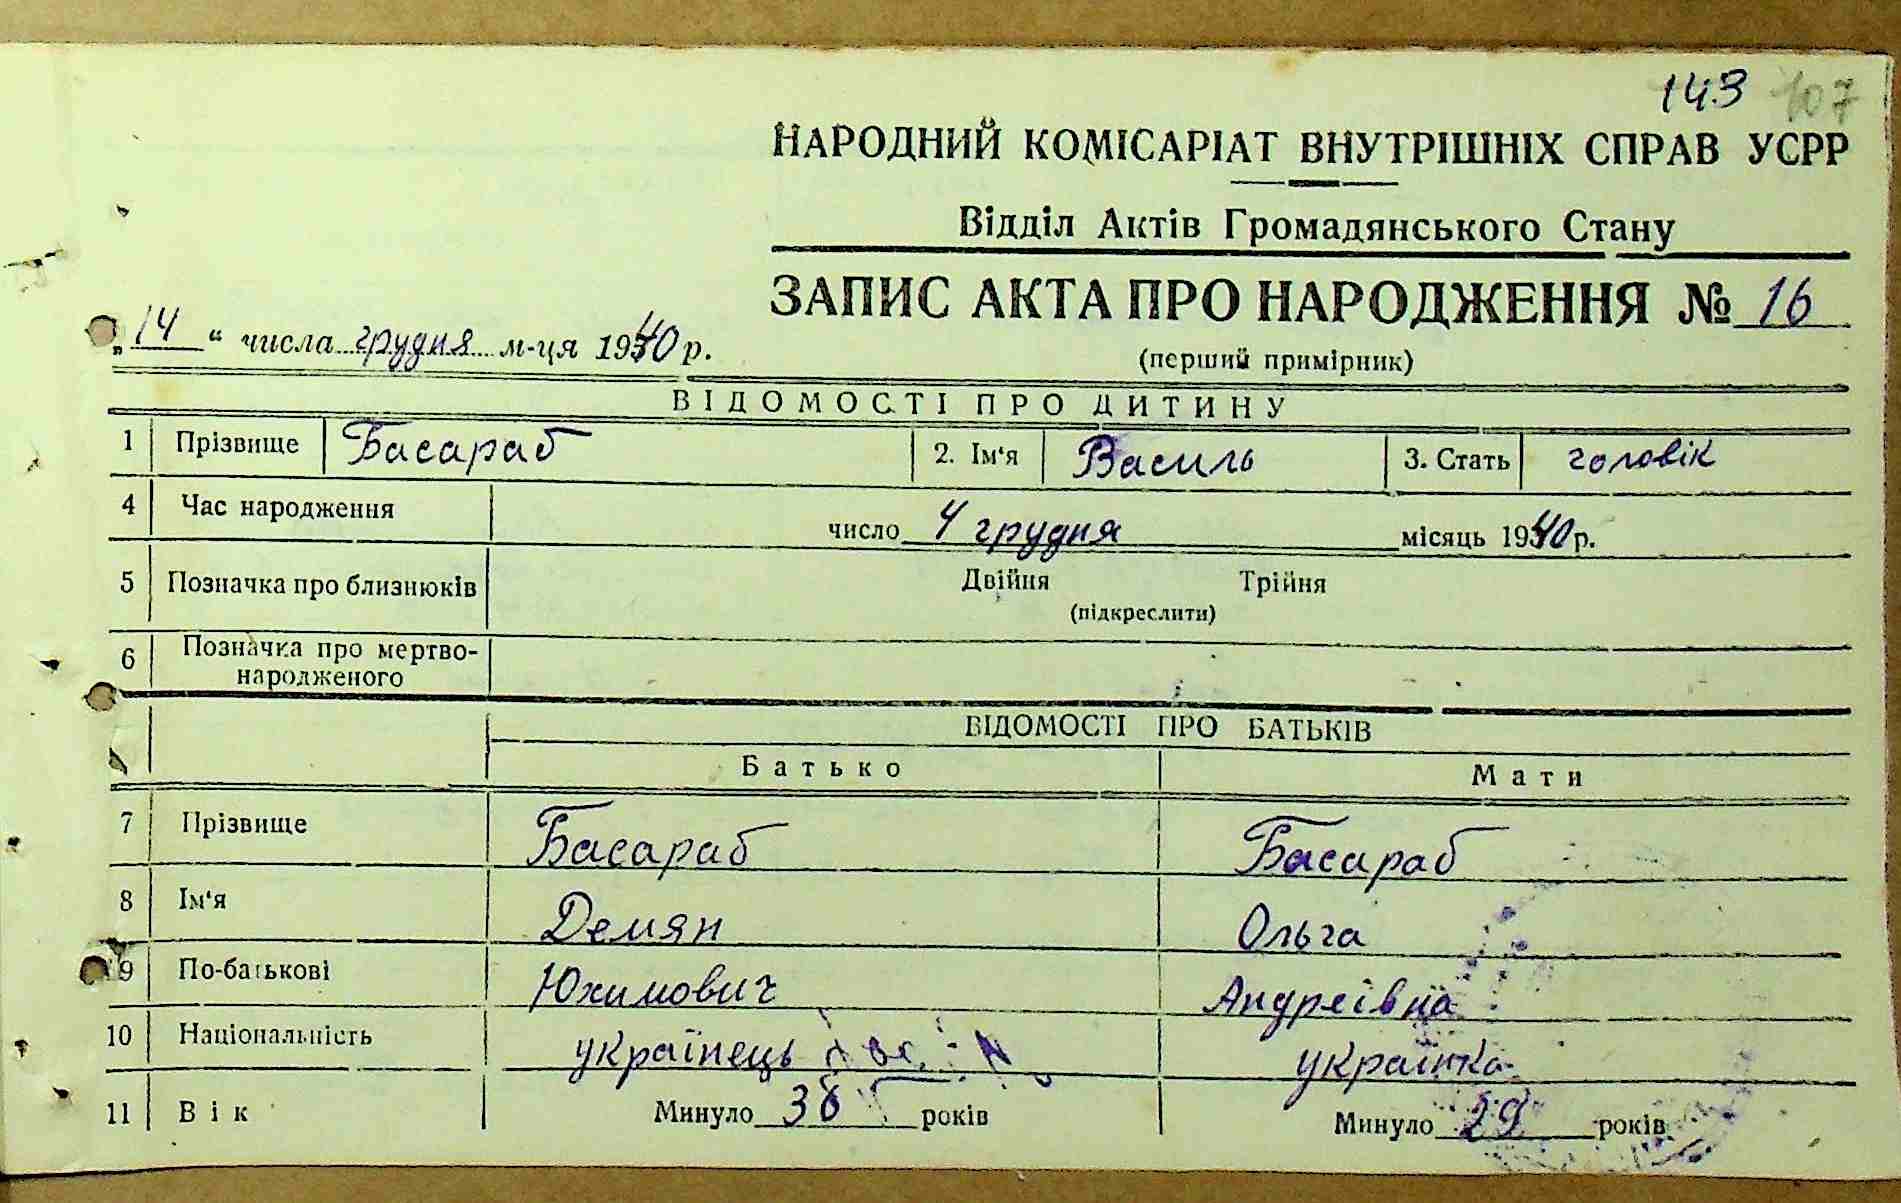 143 107
НАРОДНИЙ КОМІСАРІАТ ВНУТРІШНІХ СПРАВ УСРР
Відділ Актів Громадянського Стану
ЗАПИС АКТА ПРО НАРОДЖЕННЯ № 16
„14“ числа грудня м-ця 1940 р.
(перший примірник)
ВІДОМОСТІ ПРО ДИТИНУ
1 Прізвище Басараб 2. Ім‘я Василь 3. Стать головік
4 Час народження число 4 грудня місяць 1940 р.
5 Позначка про близнюків Двійня Трійня
(підкреслити)
6 Позначка про мертво-
народженого
ВІДОМОСТІ ПРО БАТЬКІВ
Батько Мати
7 Прізвище Басараб Басараб
8 Ім‘я Демян Ольга
9 По-батькові Юхимович Андреївна
10 Національність українець українка
11 Вік Минуло 38 років Минуло 29 років